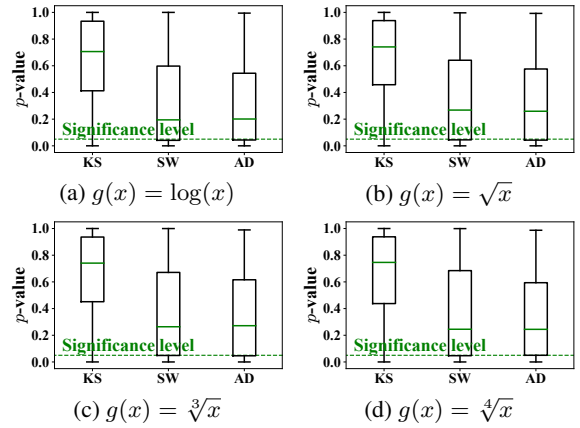 1.0
0.8
0.6
0.4
0.2
0.0
p-value
Significance level
KS SW AD
(a) g(x) = log(x)
1.0
0.8
0.6
0.4
0.2
0.0
p-value
Significance level
KS SW AD
(b) g(x) = √x
1.0
0.8
0.6
0.4
0.2
0.0
p-value
Significance level
KS SW AD
(c) g(x) = ∛x
1.0
0.8
0.6
0.4
0.2
0.0
p-value
Significance level
KS SW AD
(d) g(x) = ∜x